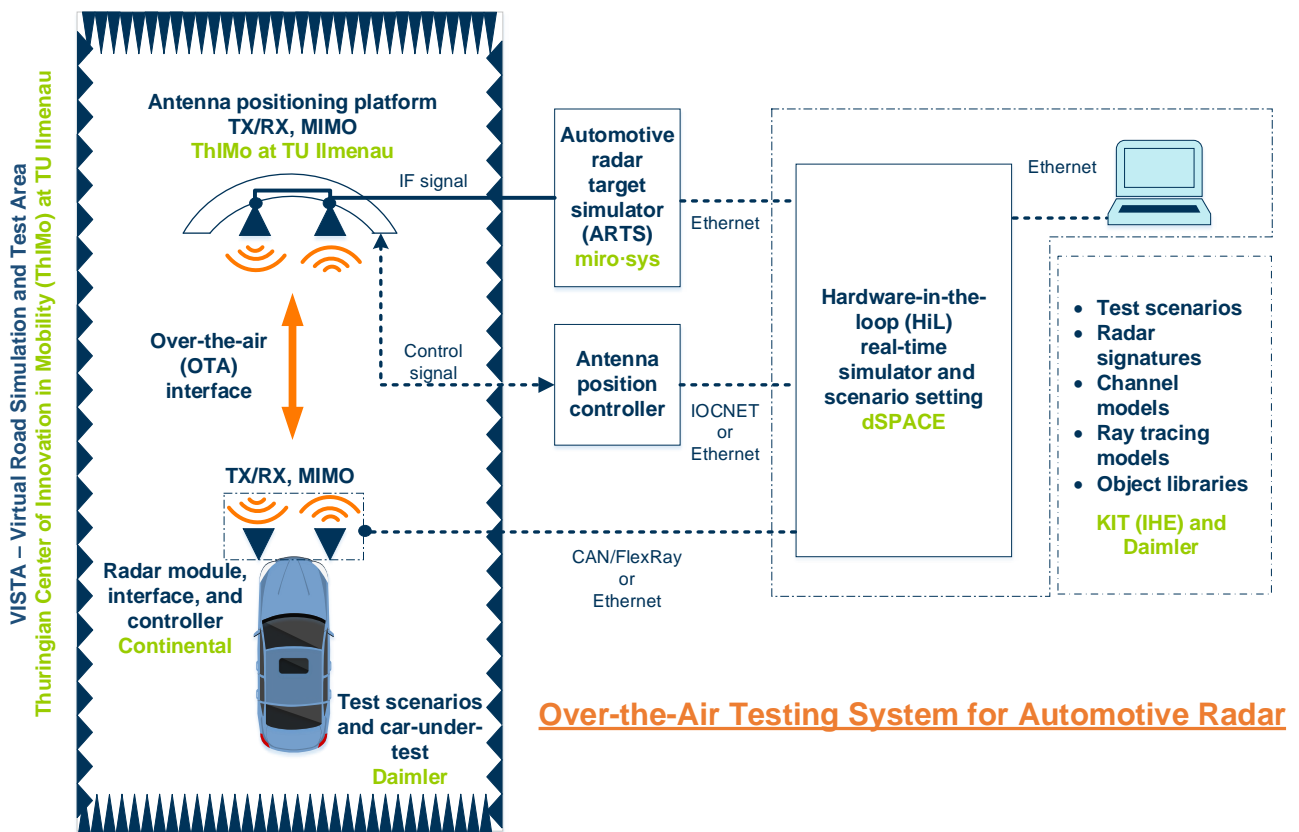 VISTA – Virtual Road Simulation and Test Area
Thuringian Center of Innovation in Mobility (ThIMo) at TU Ilmenau
Antenna positioning platform
TX/RX, MIMO
ThIMo at TU Ilmenau
IF signal
Automotive
radar
target
simulator
(ARTS)
miro·sys
Ethernet
Ethernet
Hardware-in-the-
loop (HiL)
real-time
simulator and
scenario setting
dSPACE
• Test scenarios
• Radar
signatures
• Channel
models
• Ray tracing
models
• Object libraries
KIT (IHE) and
Daimler
Over-the-air
(OTA)
interface
Control
signal
Antenna
position
controller
IOCNET
or
Ethernet
TX/RX, MIMO
CAN/FlexRay
or
Ethernet
Radar module,
interface, and
controller
Continental
Test scenarios
and car-under-
test
Daimler
Over-the-Air Testing System for Automotive Radar